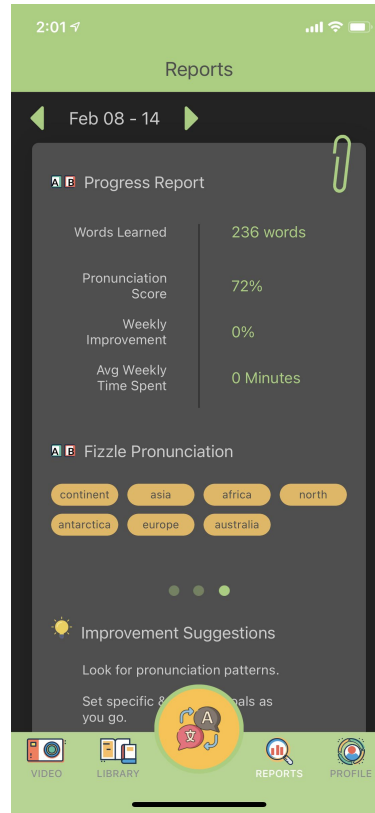 2:01
Reports
Feb 08 - 14
A B Progress Report
Words Learned
236 words
Pronunciation
Score
72%
Weekly
Improvement
0%
Avg Weekly
Time Spent
0 Minutes
A B Fizzle Pronunciation
continent asia africa north
antarctica europe australia
Improvement Suggestions
Look for pronunciation patterns.
Set specific & as
you go.
A
文
VIDEO LIBRARY REPORTS PROFILE